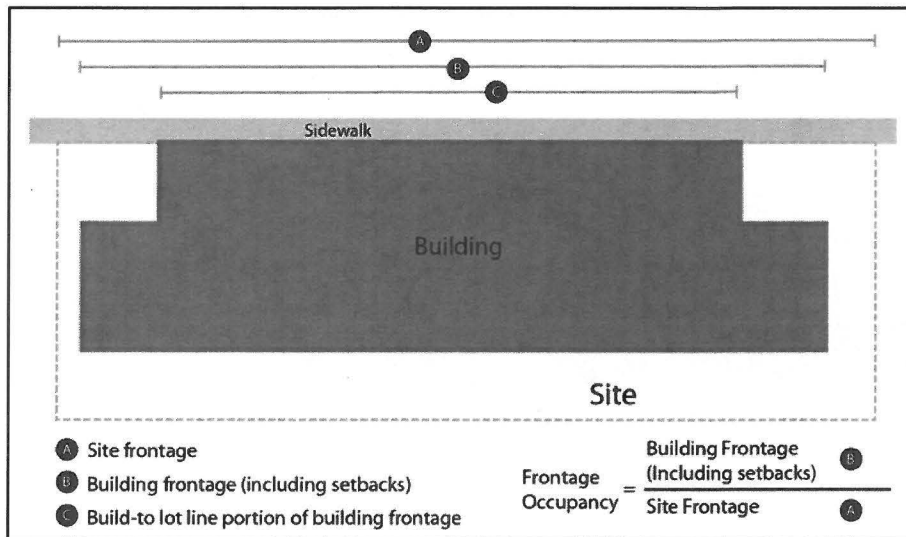 A
B
C
Sidewalk
Building
Site
A Site frontage
B Building frontage (including setbacks)
C Build-to lot line portion of building frontage
Frontage Occupancy = Building Frontage (Including setbacks) B
Site Frontage A